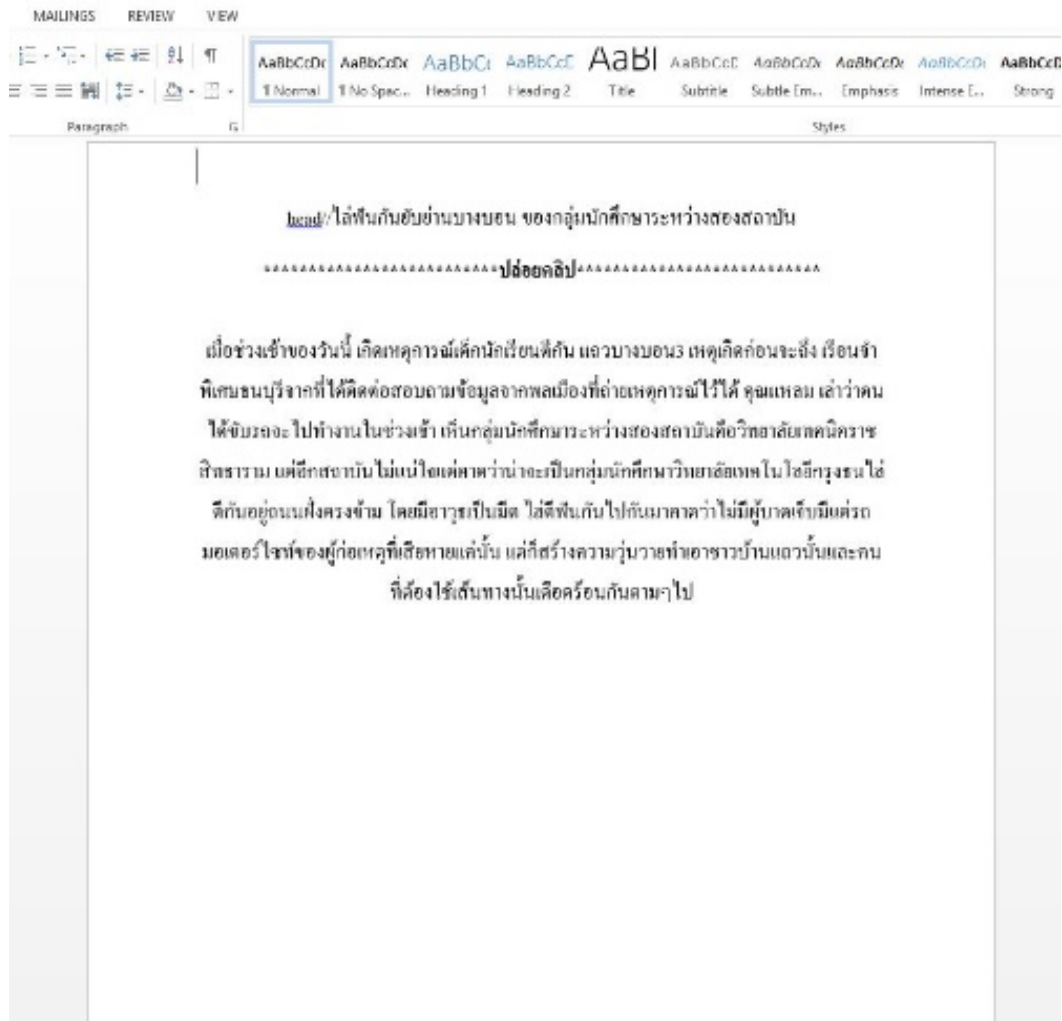 MAILINGS REVIEW VIEW
AaBbCcDc AaBbCcDc AaBbCc AaBbCcC AaBl AaBbCcC AaBbCcDc AaBbCcDc AaBbCcDc AaBbCcD
¶ Normal ¶ No Spac... Heading 1 Heading 2 Title Subtitle Subtle Em... Emphasis Intense E... Strong
Paragraph Styles
head//ไล่ฟันกันยับย่านบางบอน ของกลุ่มนักศึกษาระหว่างสองสถาบัน
**************************ปล่อยคลิป***************************
เมื่อช่วงเช้าของวันนี้ เกิดเหตุการณ์เด็กนักเรียนตีกัน แถวบางบอน3 เหตุเกิดก่อนจะถึง เรือนจำ
พิเศษธนบุรีจากที่ได้ติดต่อสอบถามข้อมูลจากพลเมืองที่ถ่ายเหตุการณ์ไว้ได้ คุณแหลม เล่าว่าตน
ได้ขับรถจะไปทำงานในช่วงเช้า เห็นกลุ่มนักศึกษาระหว่างสองสถาบันคือวิทยาลัยเทคนิคราช
สิทธาราม แต่อีกสถาบันไม่แน่ใจแต่คาดว่าน่าจะเป็นกลุ่มนักศึกษาวิทยาลัยเทคโนโลยีกรุงธนไล่
ตีกันอยู่ถนนฝั่งตรงข้าม โดยมีอาวุธเป็นมีด ไล่ตีฟันกันไปกันมาคาดว่าไม่มีผู้บาดเจ็บมีแต่รถ
มอเตอร์ไซท์ของผู้ก่อเหตุที่เสียหายแค่นั้น แต่ก็สร้างความวุ่นวายทำเอาชาวบ้านแถวนั้นและคน
ที่ต้องใช้เส้นทางนั้นเดือดร้อนกันตามๆไป